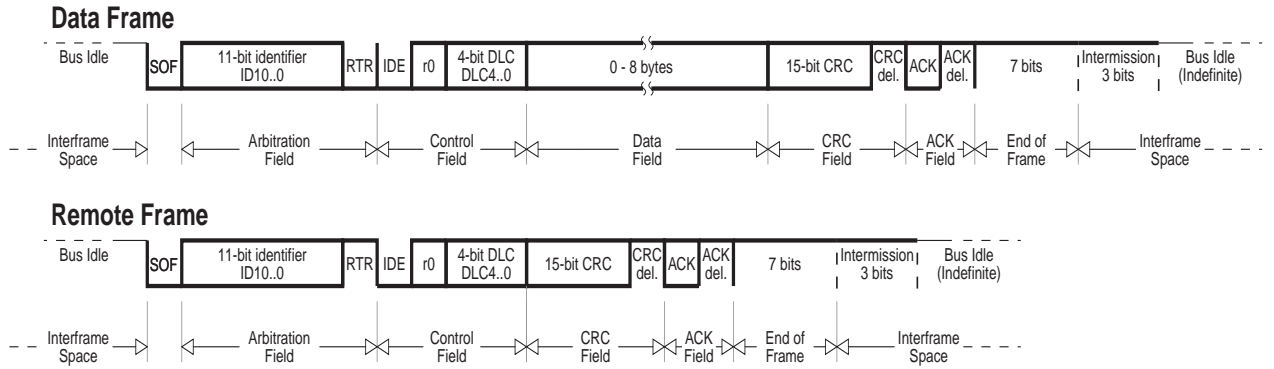 Data Frame
Bus Idle
SOF
11-bit identifier
ID10..0
RTR
IDE
r0
4-bit DLC
DLC4..0
0 - 8 bytes
15-bit CRC
CRC
del.
ACK
ACK
del.
7 bits
Intermission
3 bits
Bus Idle
(Indefinite)
Interframe
Space
Arbitration
Field
Control
Field
Data
Field
CRC
Field
ACK
Field
End of
Frame
Interframe
Space
Remote Frame
Bus Idle
SOF
11-bit identifier
ID10..0
RTR
IDE
r0
4-bit DLC
DLC4..0
15-bit CRC
CRC
del.
ACK
ACK
del.
7 bits
Intermission
3 bits
Bus Idle
(Indefinite)
Interframe
Space
Arbitration
Field
Control
Field
CRC
Field
ACK
Field
End of
Frame
Interframe
Space